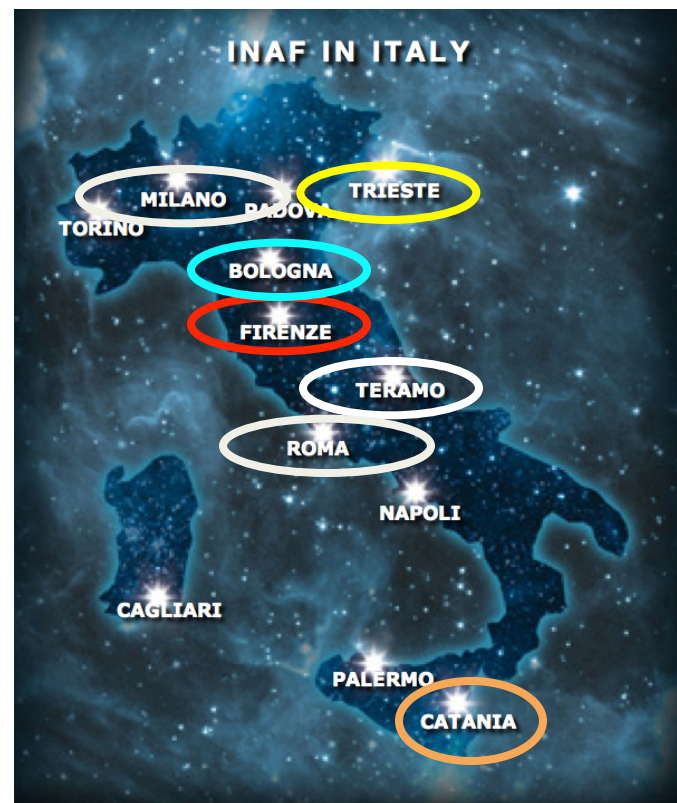 INAF IN ITALY
TRIESTE
MILANO
PADOVA
TORINO
BOLOGNA
FIRENZE
TERAMO
ROMA
NAPOLI
CAGLIARI
PALERMO
CATANIA